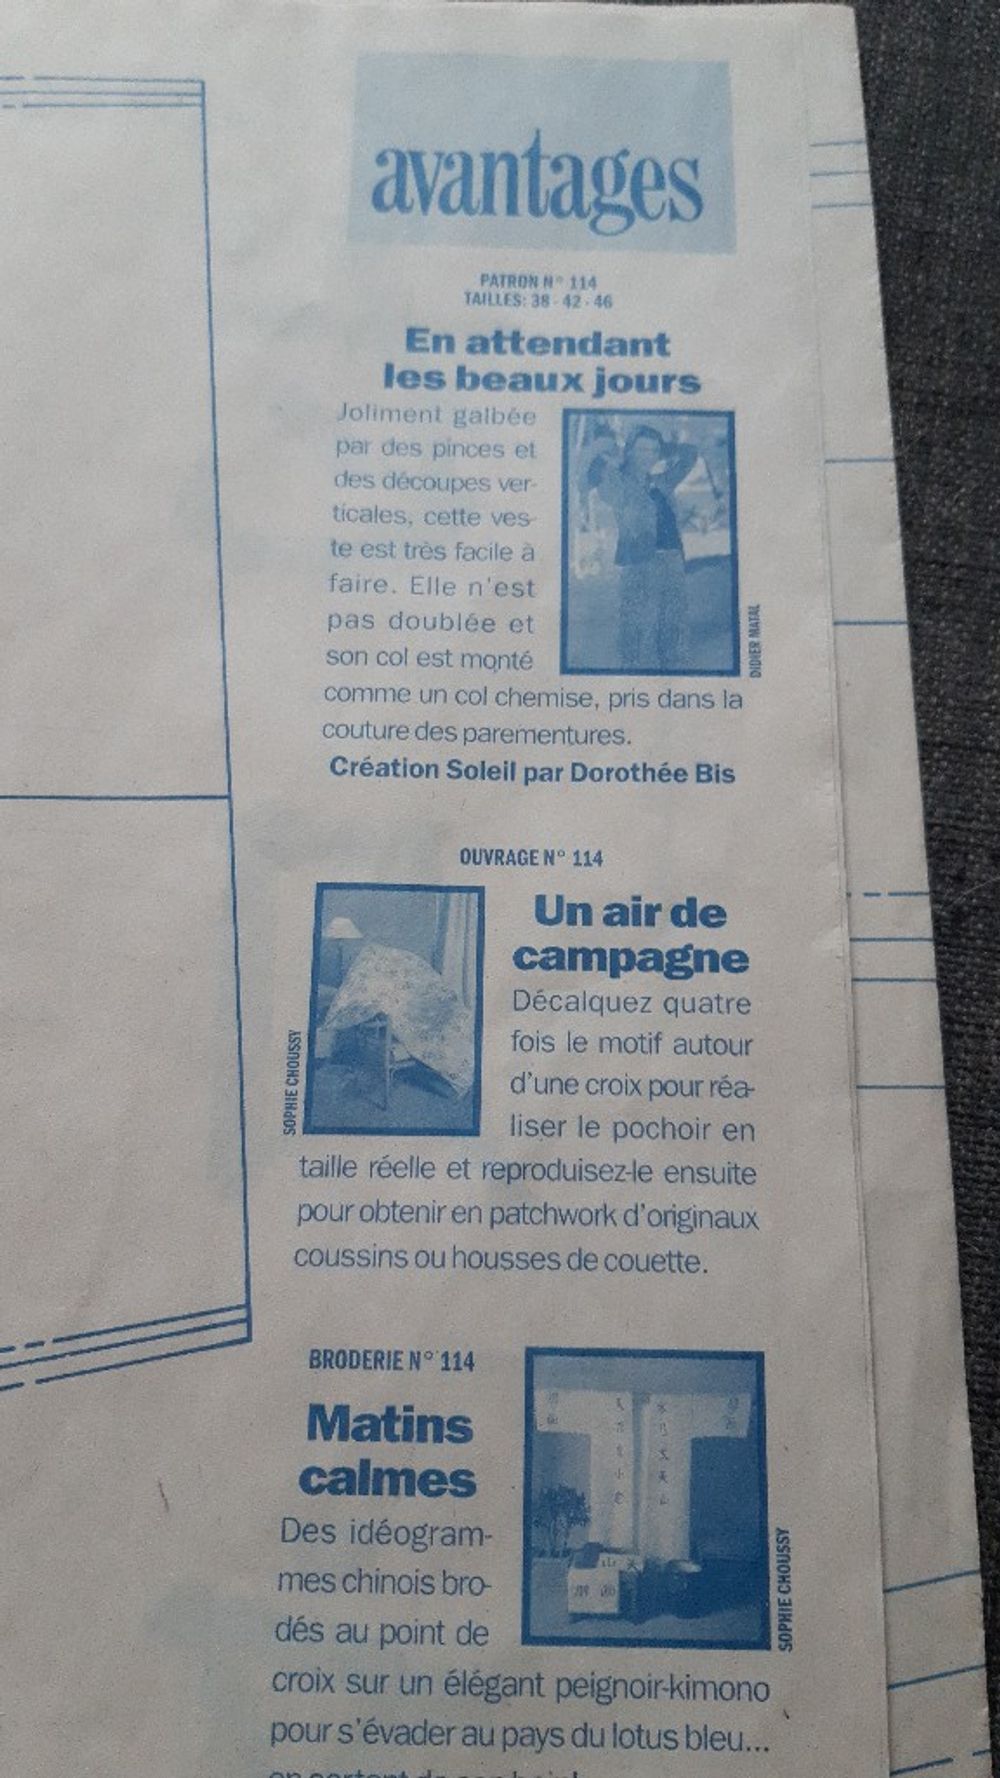 avantages
PATRON N° 114
TAILLES: 38 - 42 - 46
En attendant
les beaux jours
Joliment galbée
par des pinces et
des découpes ver-
ticales, cette ves-
te est très facile à
faire. Elle n'est
pas doublée et
son col est monté
comme un col chemise, pris dans la
couture des parementures.
DIDIER MATAL
Création Soleil par Dorothée Bis
OUVRAGE N° 114
SOPHIE CHOUSSY
Un air de
campagne
Décalquez quatre
fois le motif autour
d'une croix pour réa-
liser le pochoir en
taille réelle et reproduisez-le ensuite
pour obtenir en patchwork d'originaux
coussins ou housses de couette.
BRODERIE N° 114
Matins
calmes
Des idéogram-
mes chinois bro-
dés au point de
croix sur un élégant peignoir-kimono
pour s'évader au pays du lotus bleu...
SOPHIE CHOUSSY